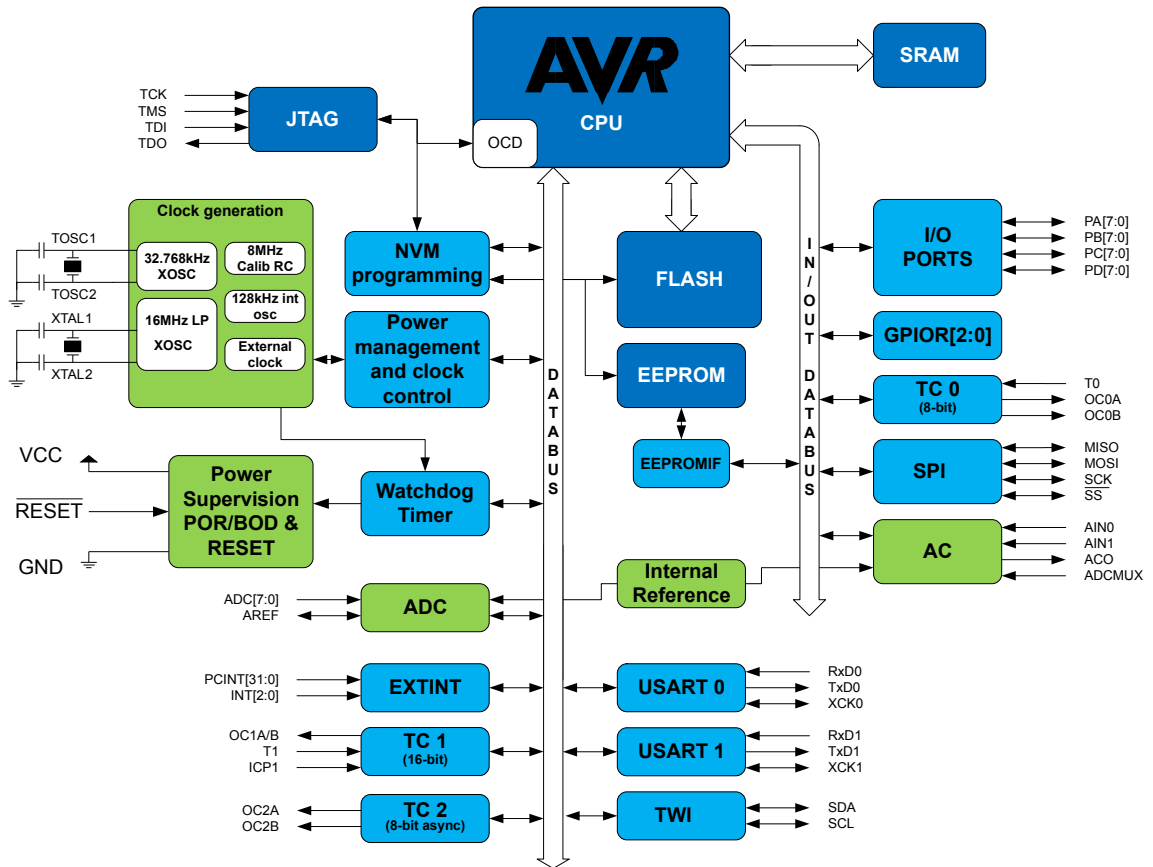 AVR
CPU
OCD
SRAM
TCK
TMS
TDI
TDO
JTAG
Clock generation
TOSC1
TOSC2
32.768kHz
XOSC
8MHz
Calib RC
128kHz int
osc
XTAL1
XTAL2
16MHz LP
XOSC
External
clock
NVM
programming
Power
management
and clock
control
FLASH
EEPROM
EEPROMIF
DATABUS
IN/OUT DATABUS
I/O
PORTS
PA[7:0]
PB[7:0]
PC[7:0]
PD[7:0]
GPIOR[2:0]
TC 0
(8-bit)
T0
OC0A
OC0B
SPI
MISO
MOSI
SCK
SS
AC
AIN0
AIN1
ACO
ADCMUX
VCC
RESET
GND
Power
Supervision
POR/BOD &
RESET
Watchdog
Timer
Internal
Reference
ADC[7:0]
AREF
ADC
PCINT[31:0]
INT[2:0]
EXTINT
USART 0
RxD0
TxD0
XCK0
OC1A/B
T1
ICP1
TC 1
(16-bit)
USART 1
RxD1
TxD1
XCK1
OC2A
OC2B
TC 2
(8-bit async)
TWI
SDA
SCL